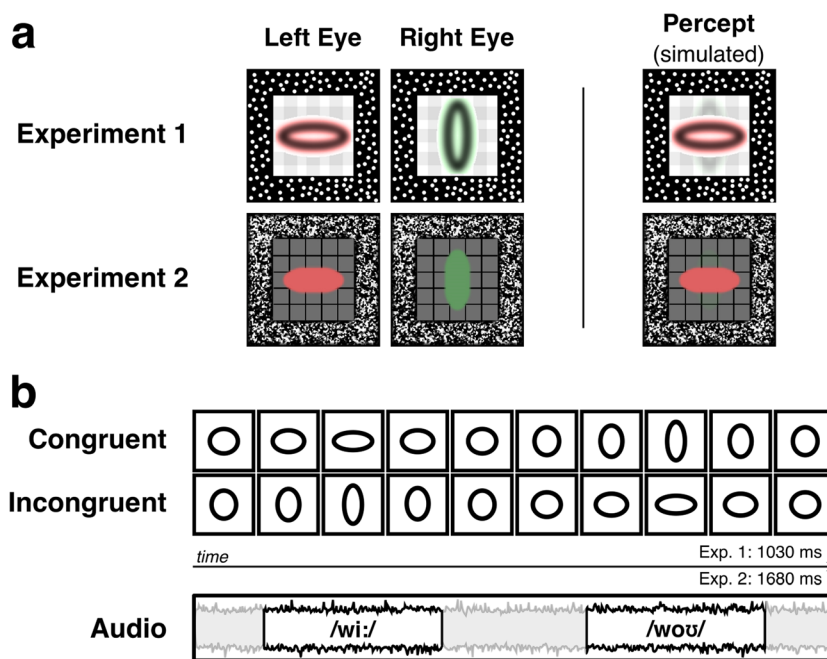 a
Left Eye
Right Eye
Percept
(simulated)
Experiment 1
Experiment 2
b
Congruent
Incongruent
time
Exp. 1: 1030 ms
Exp. 2: 1680 ms
Audio
/wi:/
/woʊ/